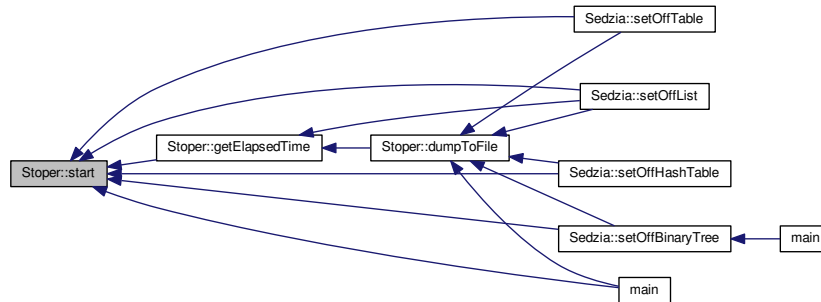 Sedzia::setOffTable
Sedzia::setOffList
Stoper::getElapsedTime
Stoper::dumpToFile
Stoper::start
Sedzia::setOffHashTable
Sedzia::setOffBinaryTree
main
main